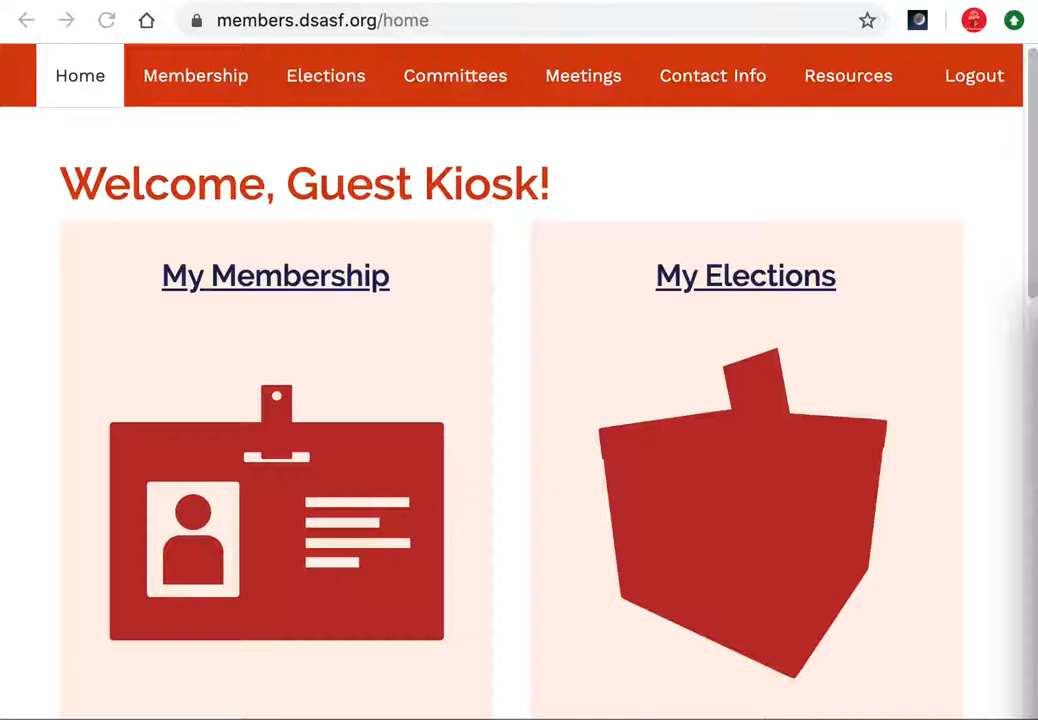 members.dsasf.org/home
Home Membership Elections Committees Meetings Contact Info Resources Logout
Welcome, Guest Kiosk!
My Membership My Elections